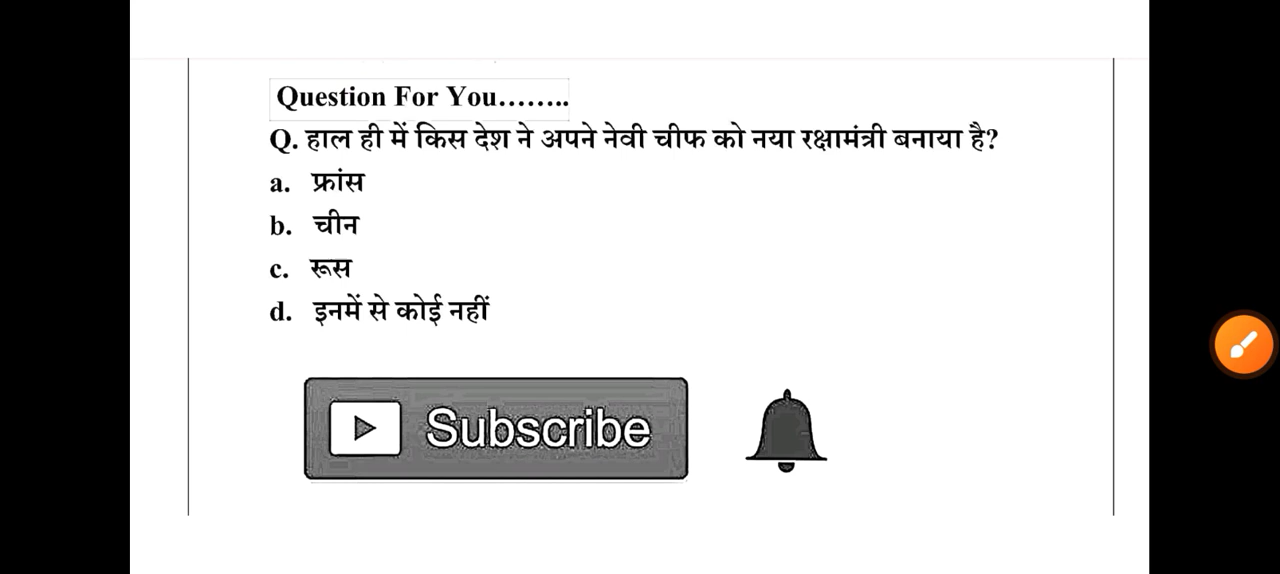 Question For You……..
Q. हाल ही में किस देश ने अपने नेवी चीफ को नया रक्षामंत्री बनाया है?
a. फ्रांस
b. चीन
c. रूस
d. इनमें से कोई नहीं
Subscribe